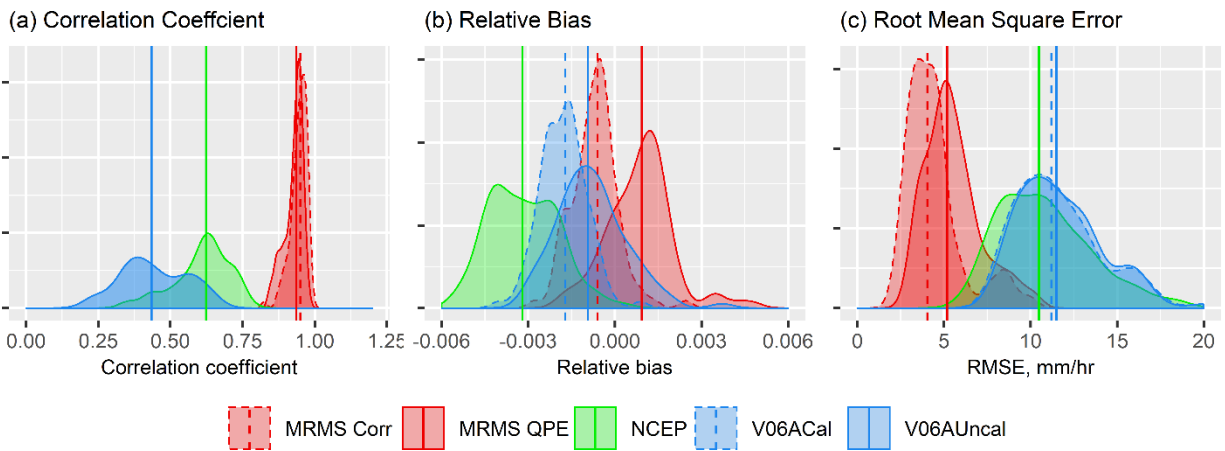 (a) Correlation Coeffcient
(b) Relative Bias
(c) Root Mean Square Error
0.00 0.25 0.50 0.75 1.00 1.25
-0.006 -0.003 0.000 0.003 0.006
0 5 10 15 20
Correlation coefficient
Relative bias
RMSE, mm/hr
MRMS Corr MRMS QPE NCEP V06ACal V06AUncal